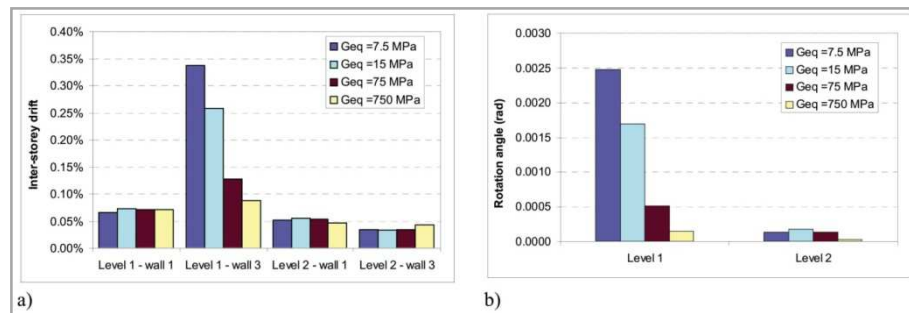 0.40%
0.35%
0.30%
0.25%
0.20%
0.15%
0.10%
0.05%
0.00%
Inter-storey drift
Geq =7.5 MPa
Geq =15 MPa
Geq =75 MPa
Geq =750 MPa
Level 1 - wall 1 Level 1 - wall 3 Level 2 - wall 1 Level 2 - wall 3
a)
0.0030
0.0025
0.0020
0.0015
0.0010
0.0005
0.0000
Rotation angle (rad)
Geq =7.5 MPa
Geq =15 MPa
Geq =75 MPa
Geq =750 MPa
Level 1 Level 2
b)